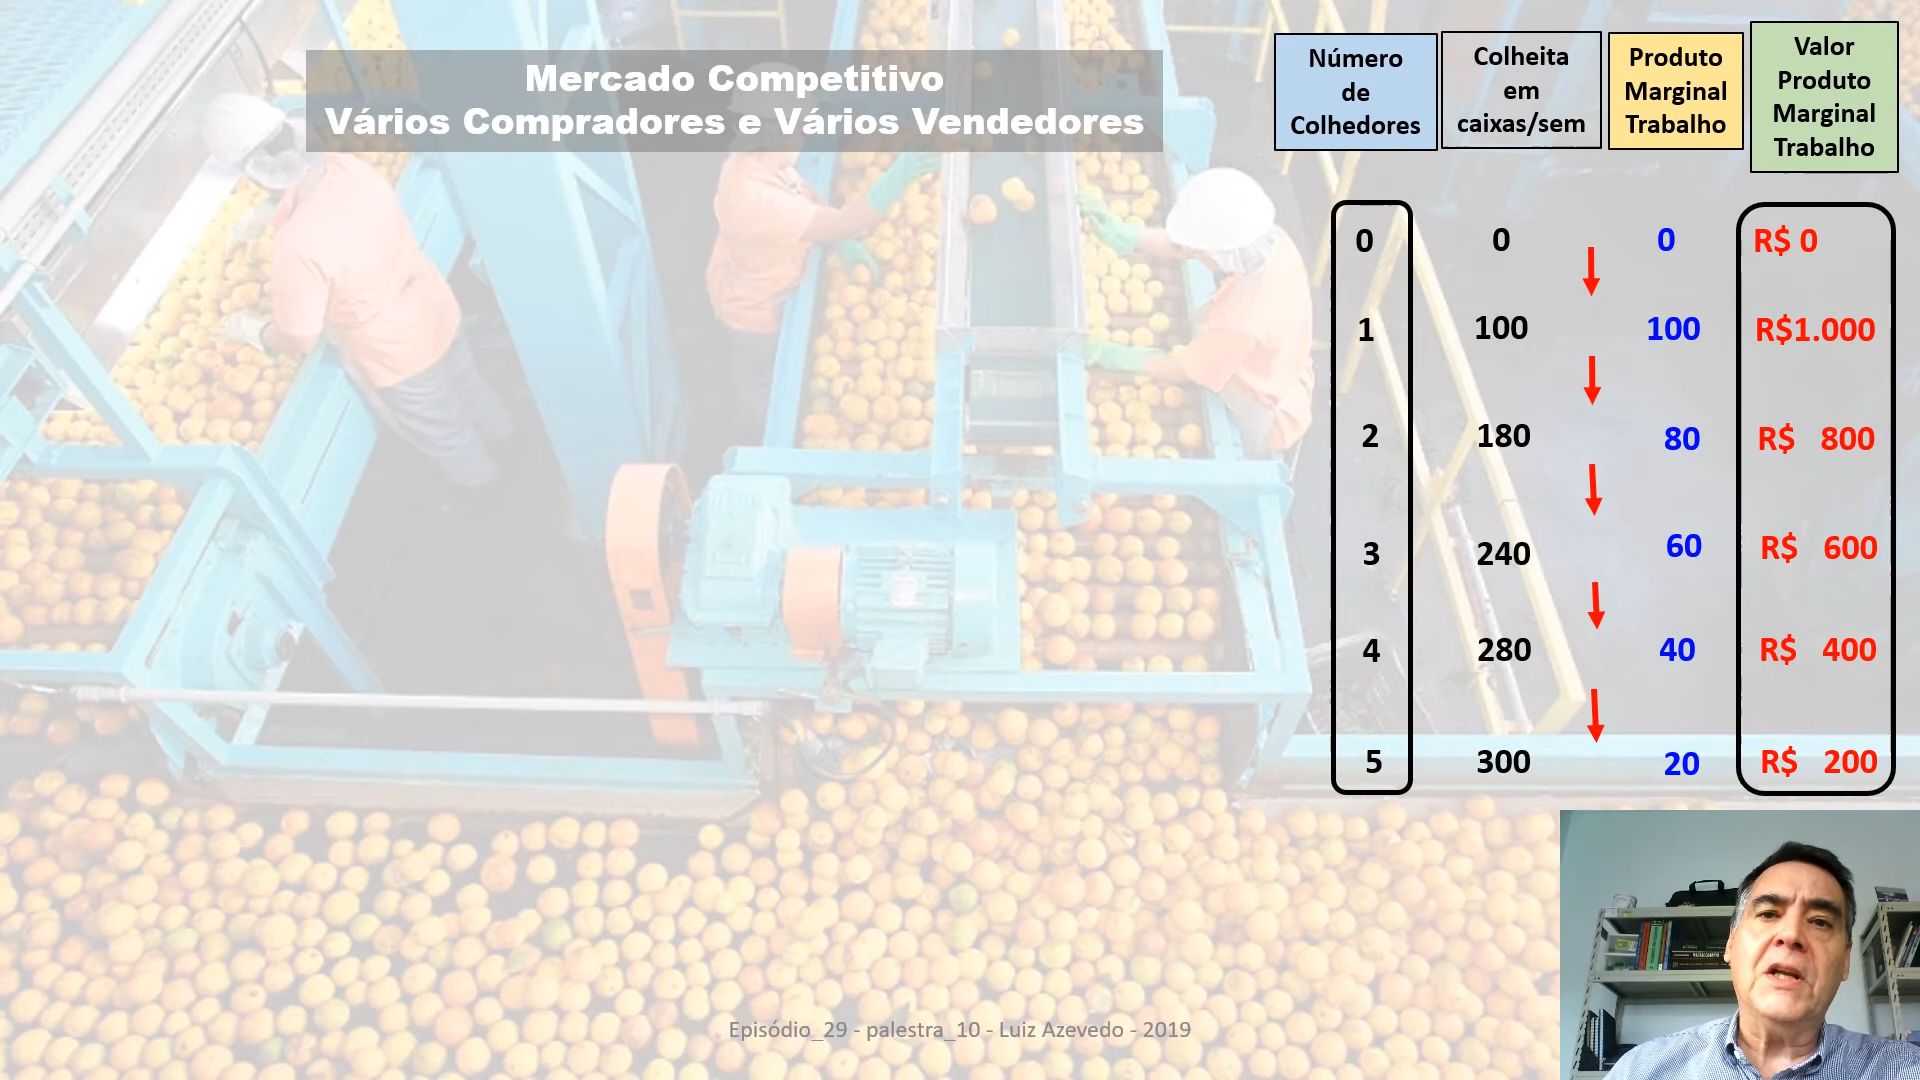 Mercado Competitivo
Vários Compradores e Vários Vendedores
Número
de
Colhedores
Colheita
em
caixas/sem
Produto
Marginal
Trabalho
Valor
Produto
Marginal
Trabalho
0 0 0 R$ 0
1 100 100 R$1.000
2 180 80 R$ 800
3 240 60 R$ 600
4 280 40 R$ 400
5 300 20 R$ 200
Episódio_29 - palestra_10 - Luiz Azevedo - 2019